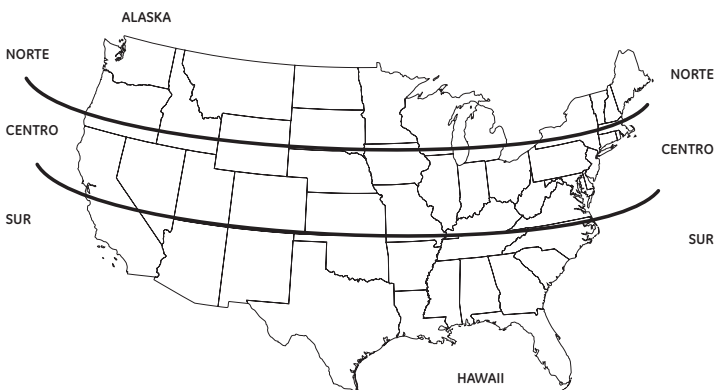 ALASKA
NORTE
NORTE
CENTRO
CENTRO
SUR
SUR
HAWAII